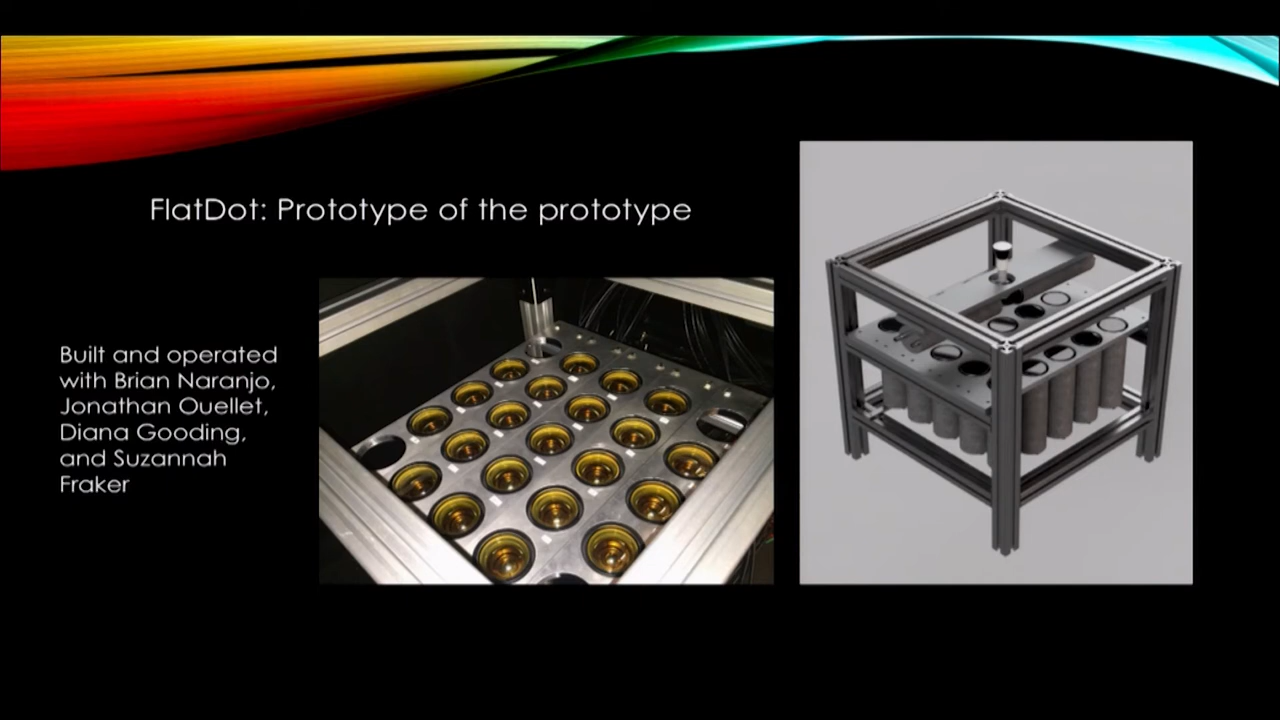 FlatDot: Prototype of the prototype
Built and operated
with Brian Naranjo,
Jonathan Ouellet,
Diana Gooding,
and Suzannah
Fraker